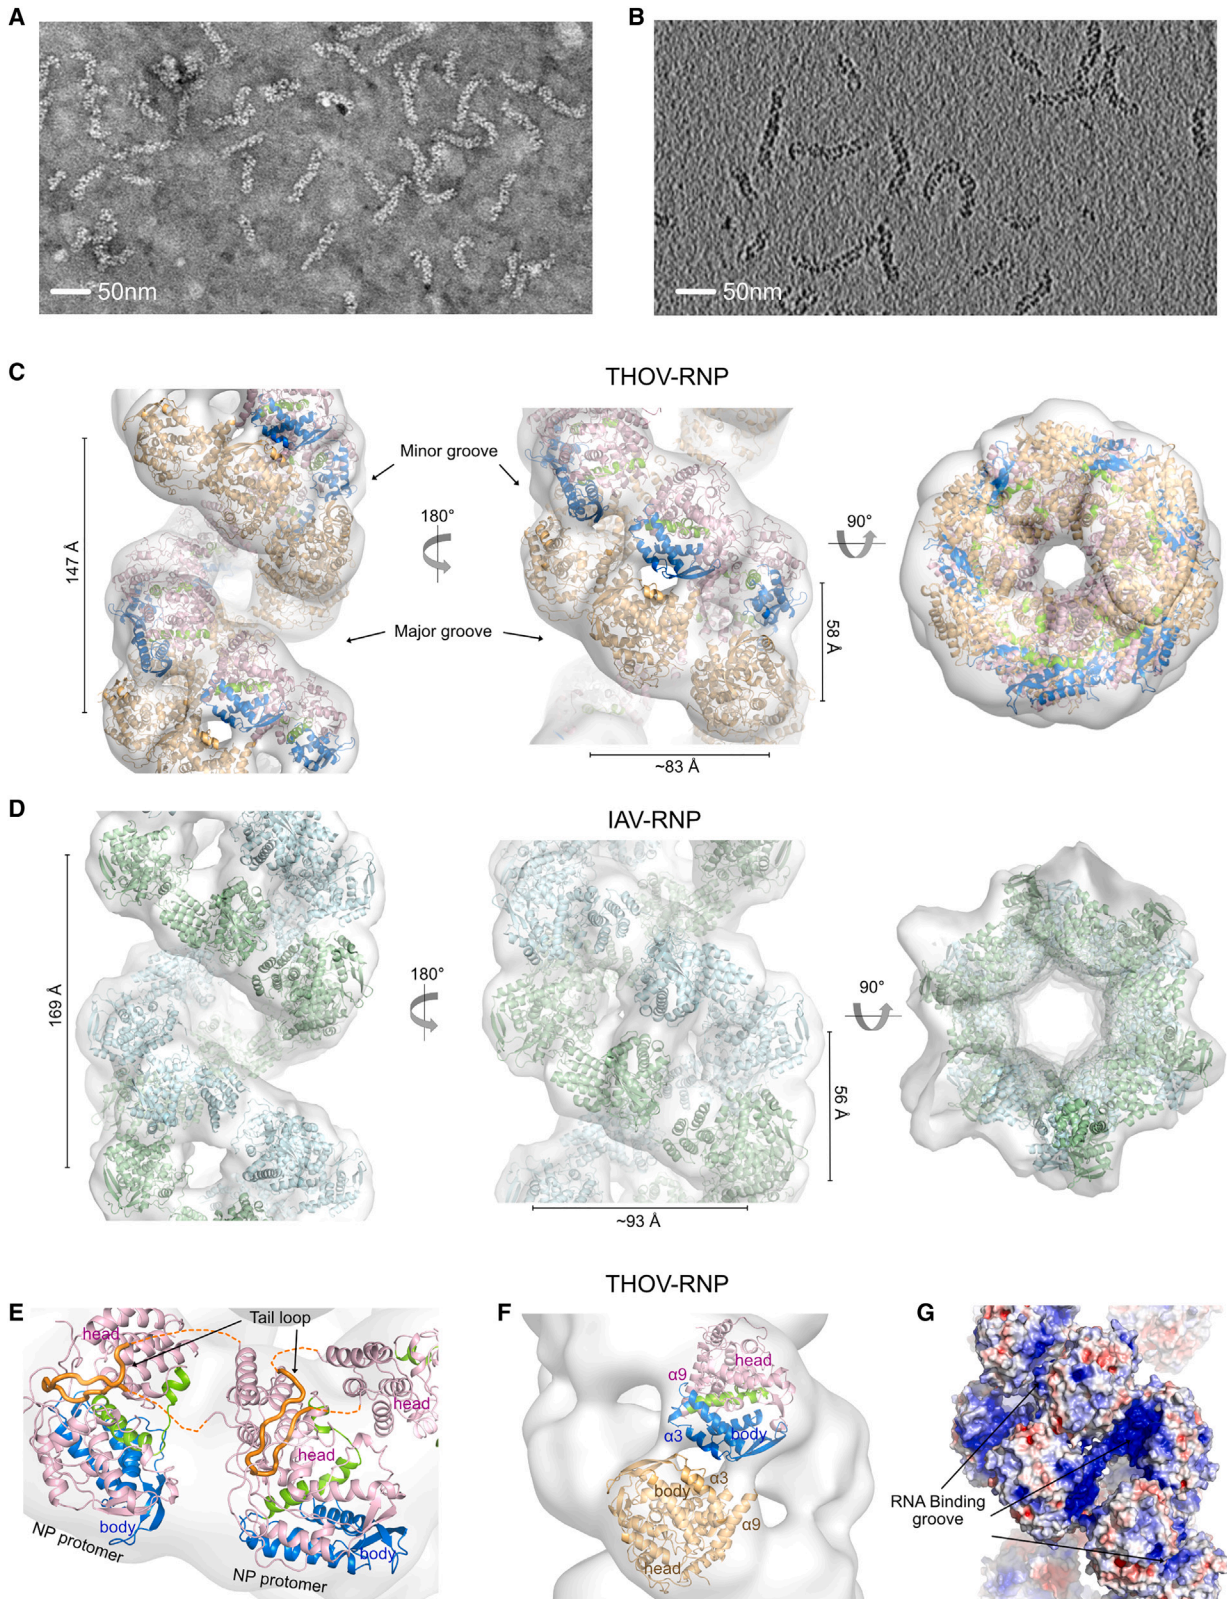 A
B
50nm
50nm
C
THOV-RNP
147 Å
Minor groove
180°
Major groove
90°
58 Å
~83 Å
D
IAV-RNP
169 Å
180°
90°
56 Å
~93 Å
THOV-RNP
E
Tail loop
head
head
head
body
body
NP protomer
NP protomer
F
head
α9
α3
body
α3
body
α9
head
G
RNA Binding
groove